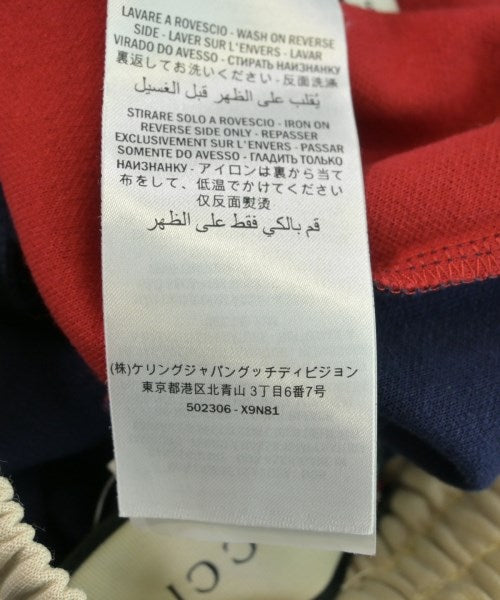 LAVARE A ROVESCIO - WASH ON REVERSE
SIDE - LAVER SUR L'ENVERS - LAVAR
VIRADO DO AVESSO - СТИРАТЬ НАИЗНАНКУ
裏返してお洗いください - 反面洗滌
يُقلب على الظهر قبل الغسيل
STIRARE SOLO A ROVESCIO - IRON ON
REVERSE SIDE ONLY - REPASSER
EXCLUSIVEMENT SUR L'ENVERS - PASSAR
SOMENTE DO AVESSO - ГЛАДИТЬ ТОЛЬКО
НАИЗНАНКУ - アイロンは裏から当て
布をして、低温でかけてください
仅反面熨烫
قم بالكي فقط على الظهر
(株)ケリングジャパングッチディビジョン
東京都港区北青山 3丁目6番7号
502306 - X9N81
CCI